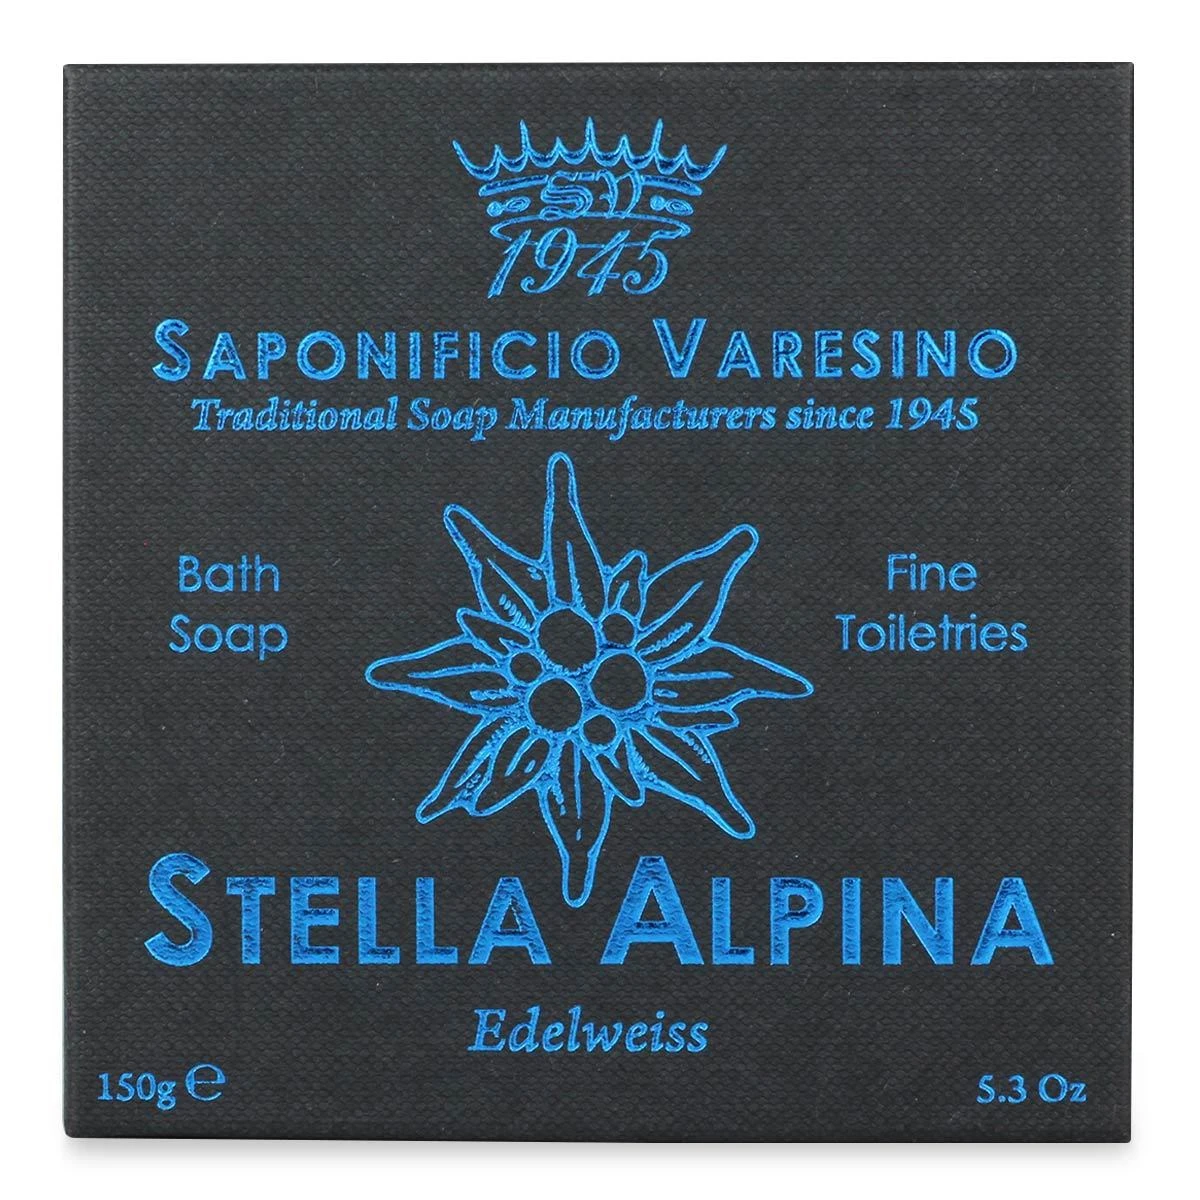 SV
1945
SAPONIFICIO VARESINO
Traditional Soap Manufacturers since 1945
Bath
Soap
Fine
Toiletries
STELLA ALPINA
Edelweiss
150g ℮
5.3 Oz